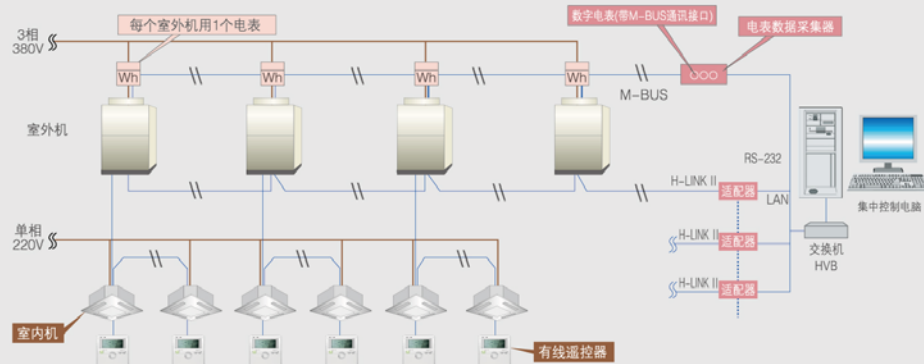 每个室外机用1个电表
数字电表(带M-BUS通讯接口)
电表数据采集器
3相
380V
Wh
Wh
Wh
Wh
M-BUS
室外机
RS-232
H-LINK II
适配器
LAN
集中控制电脑
单相
220V
H-LINK II
适配器
交换机
HVB
H-LINK II
适配器
室内机
有线遥控器